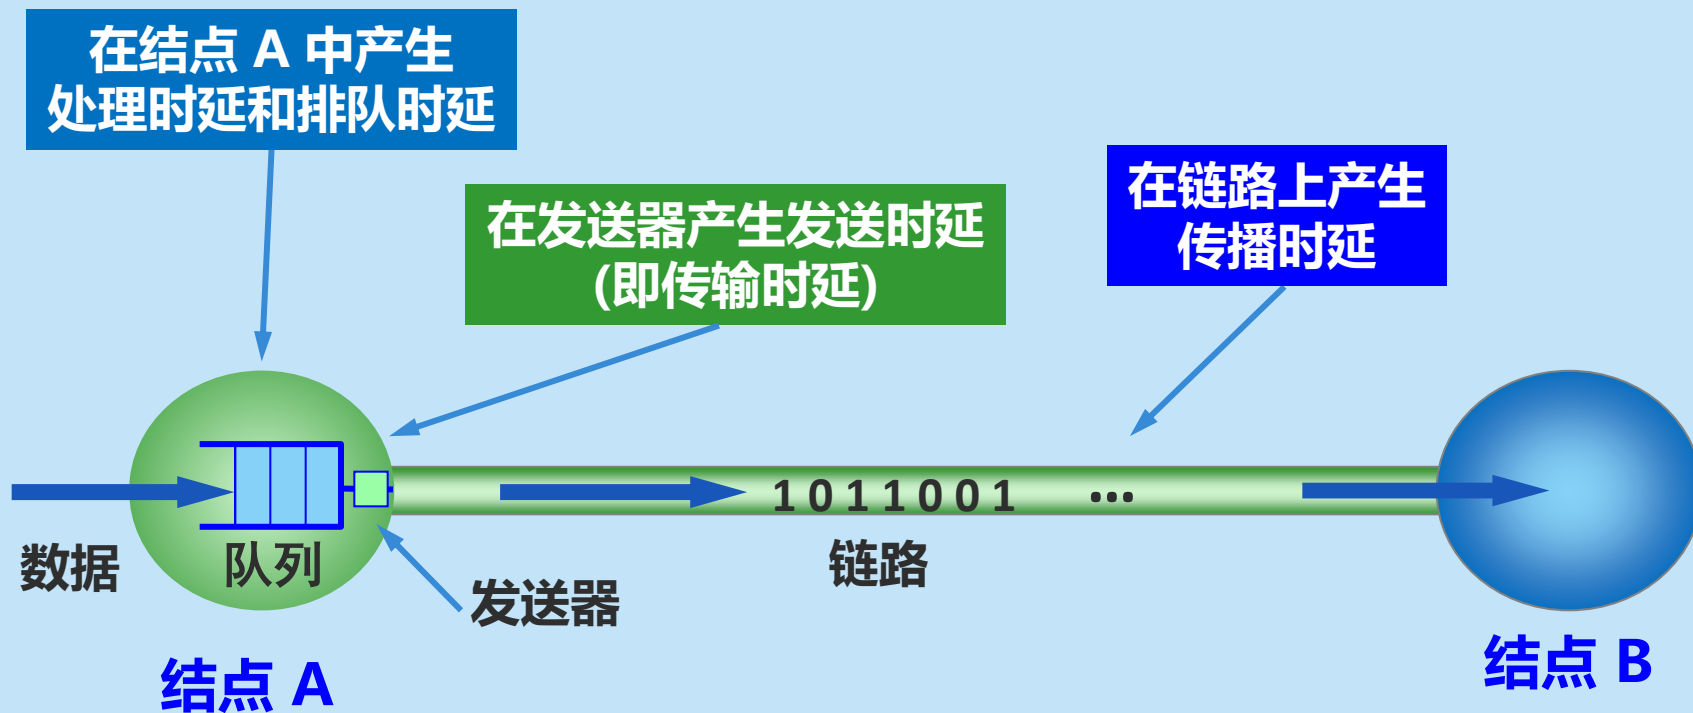 在结点 A 中产生
处理时延和排队时延
在发送器产生发送时延
(即传输时延)
在链路上产生
传播时延
1 0 1 1 0 0 1 ...
数据
队列
发送器
链路
结点 A
结点 B